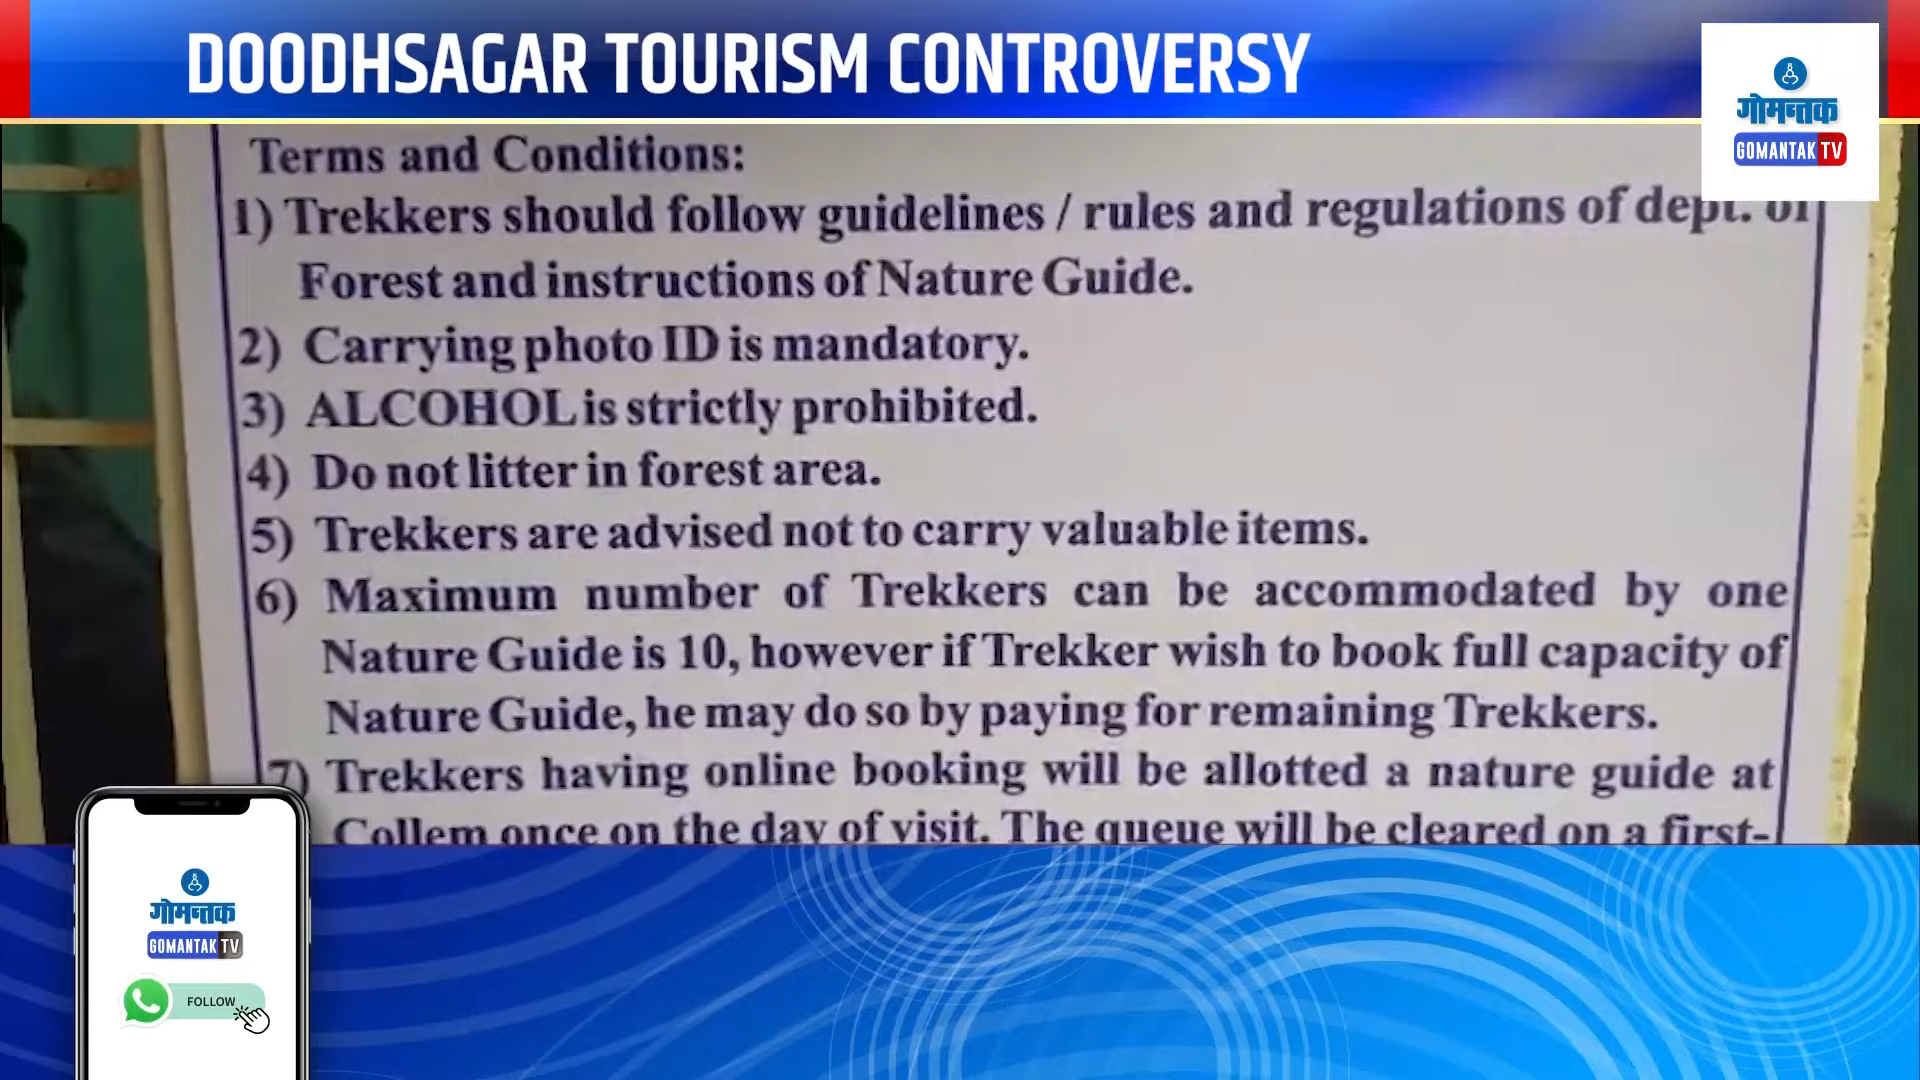 DOODHSAGAR TOURISM CONTROVERSY
गोमन्तक
GOMANTAK TV
Terms and Conditions:
1) Trekkers should follow guidelines / rules and regulations of dept. of
Forest and instructions of Nature Guide.
2) Carrying photo ID is mandatory.
3) ALCOHOL is strictly prohibited.
4) Do not litter in forest area.
5) Trekkers are advised not to carry valuable items.
6) Maximum number of Trekkers can be accommodated by one
Nature Guide is 10, however if Trekker wish to book full capacity of
Nature Guide, he may do so by paying for remaining Trekkers.
7) Trekkers having online booking will be allotted a nature guide at
Collem once on the day of visit. The queue will be cleared on a first-
गोमन्तक
GOMANTAK TV
FOLLOW